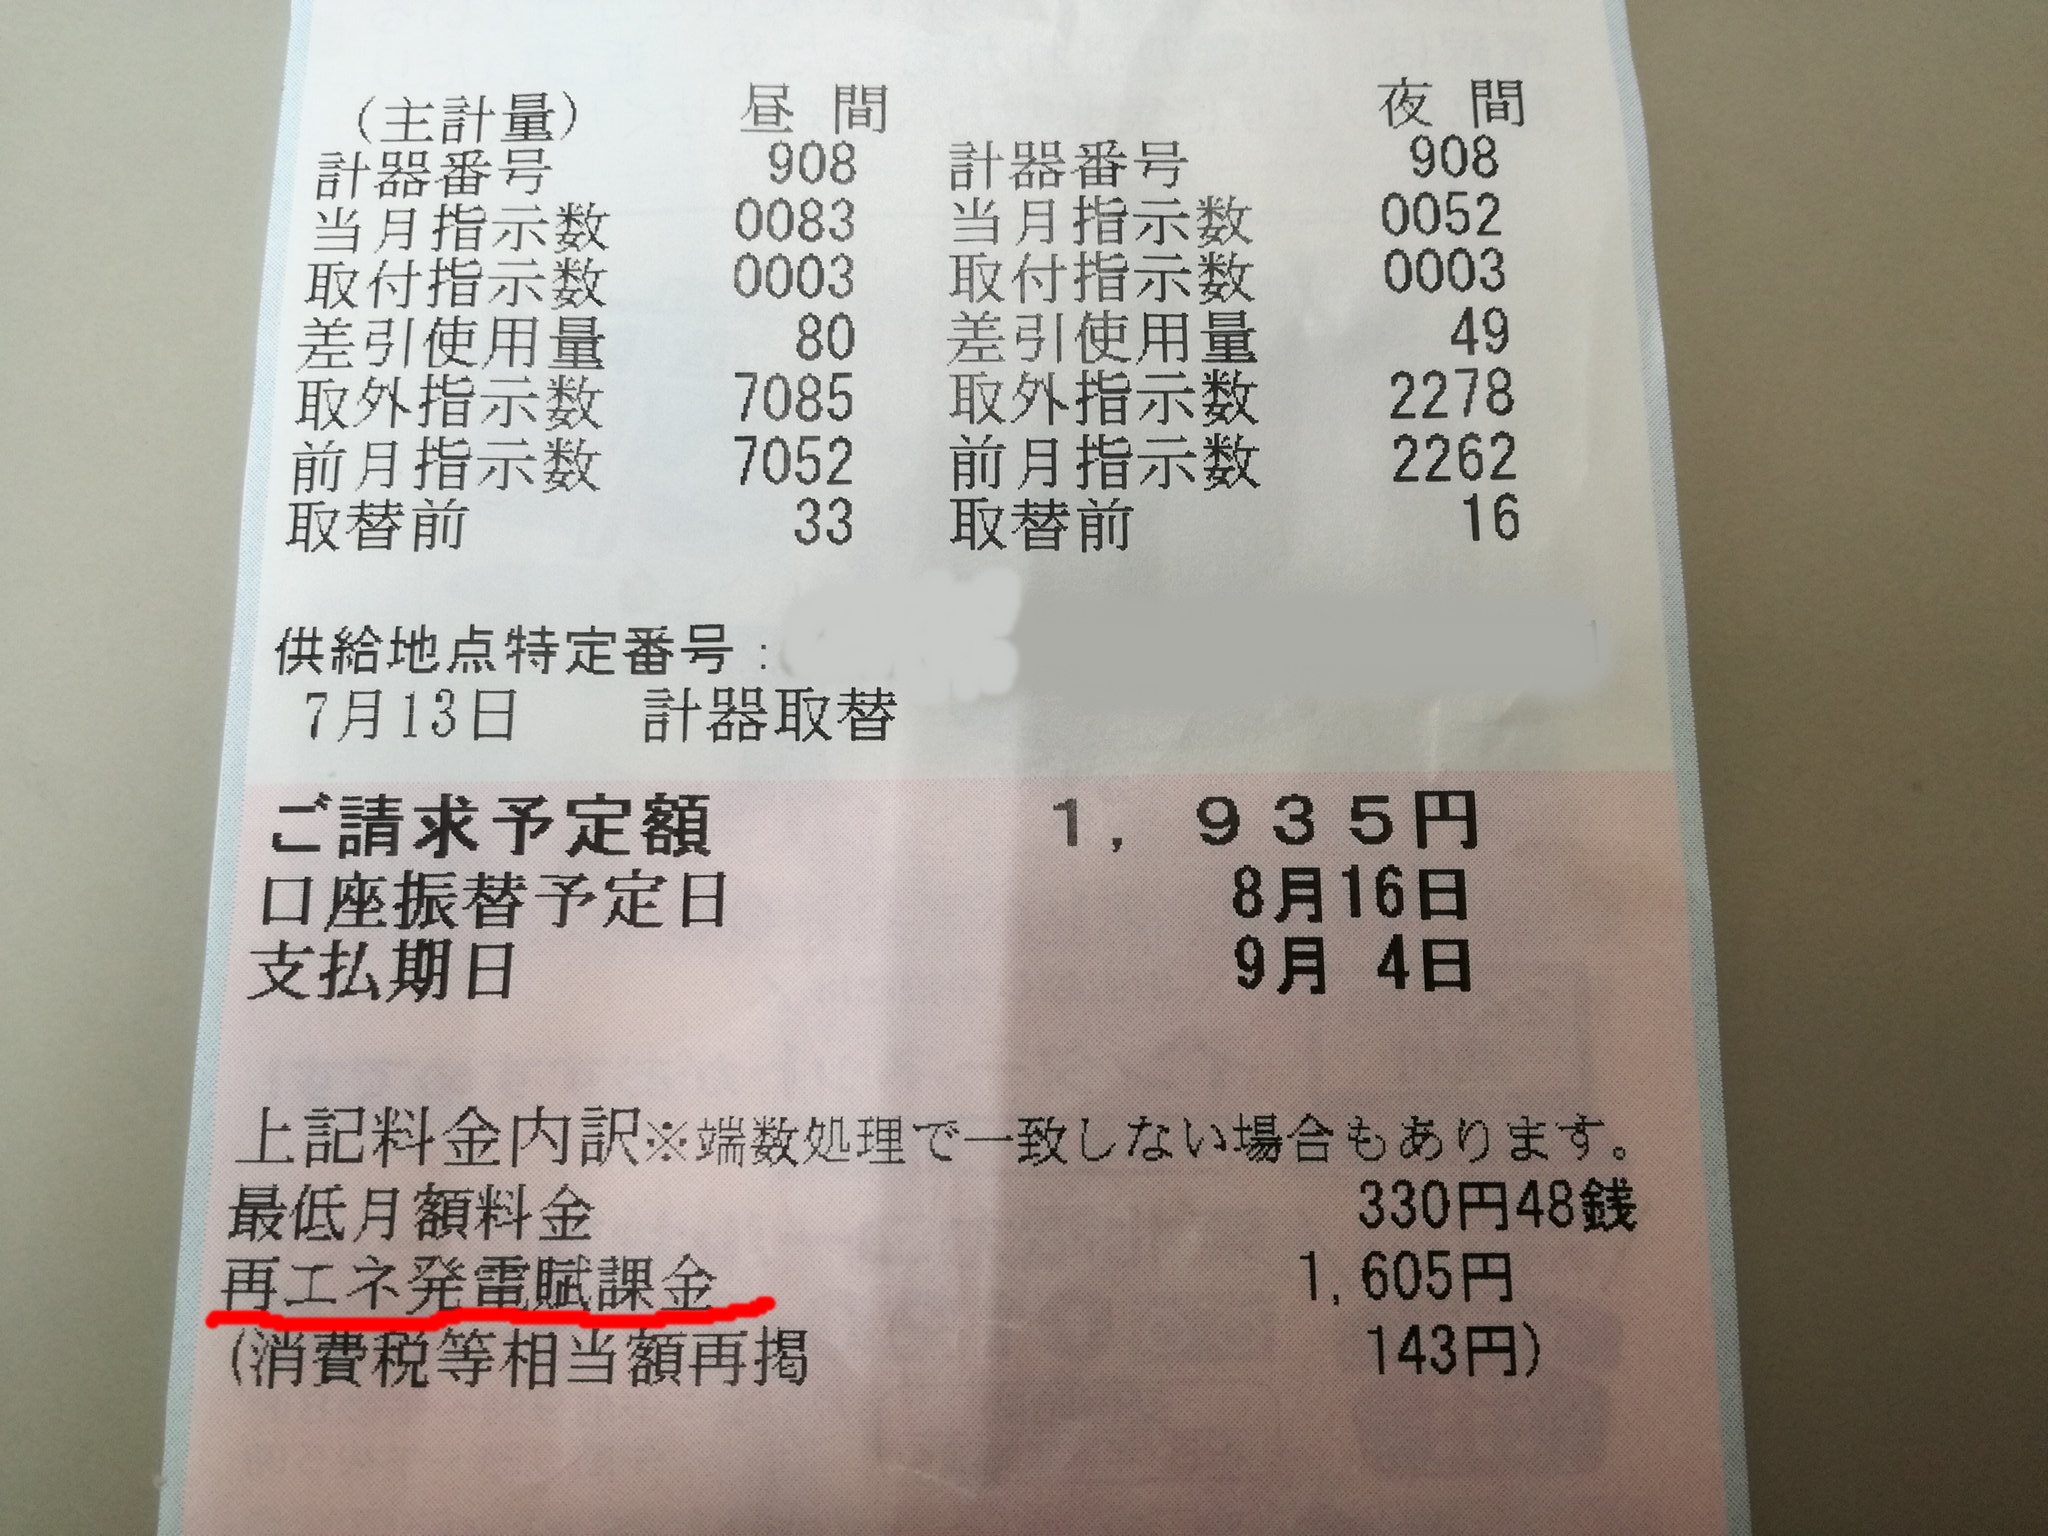 (主計量) 昼間 夜間
計器番号 908 計器番号 908
当月指示数 0083 当月指示数 0052
取付指示数 0003 取付指示数 0003
差引使用量 80 差引使用量 49
取外指示数 7085 取外指示数 2278
前月指示数 7052 前月指示数 2262
取替前 33 取替前 16
供給地点特定番号:
7月13日 計器取替
ご請求予定額 1,935円
口座振替予定日 8月16日
支払期日 9月 4日
上記料金内訳※端数処理で一致しない場合もあります。
最低月額料金 330円48銭
再エネ発電賦課金 1,605円
(消費税等相当額再掲 143円)